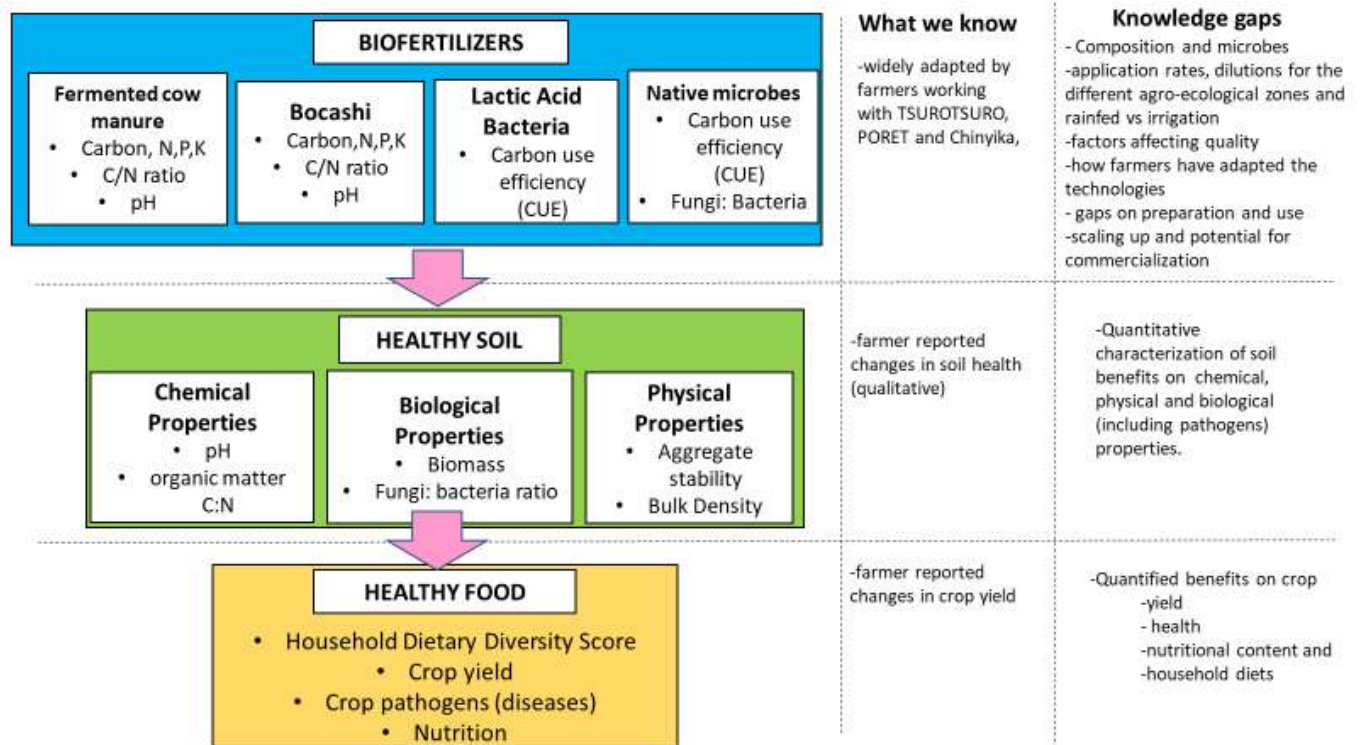 BIOFERTILIZERS
Fermented cow
manure
• Carbon, N,P,K
• C/N ratio
• pH
Bocashi
• Carbon,N,P,K
• C/N ratio
• pH
Lactic Acid
Bacteria
• Carbon use
efficiency
(CUE)
Native microbes
• Carbon use
efficiency
(CUE)
• Fungi: Bacteria
What we know
-widely adapted by
farmers working
with TSUROTSURO,
PORET and Chinyika,
Knowledge gaps
- Composition and microbes
-application rates, dilutions for the
different agro-ecological zones and
rainfed vs irrigation
-factors affecting quality
-how farmers have adapted the
technologies
- gaps on preparation and use
-scaling up and potential for
commercialization
HEALTHY SOIL
Chemical
Properties
• pH
• organic matter
C:N
Biological
Properties
• Biomass
• Fungi: bacteria ratio
Physical
Properties
• Aggregate
stability
• Bulk Density
-farmer reported
changes in soil health
(qualitative)
-Quantitative
characterization of soil
benefits on chemical,
physical and biological
(including pathogens)
properties.
HEALTHY FOOD
• Household Dietary Diversity Score
• Crop yield
• Crop pathogens (diseases)
• Nutrition
-farmer reported
changes in crop yield
-Quantified benefits on crop
-yield
- health
-nutritional content and
-household diets